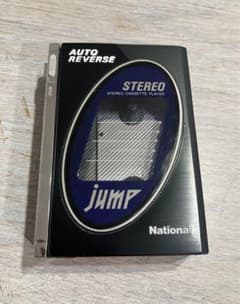 AUTO
REVERSE
STEREO
STEREO CASSETTE PLAYER
jump
National